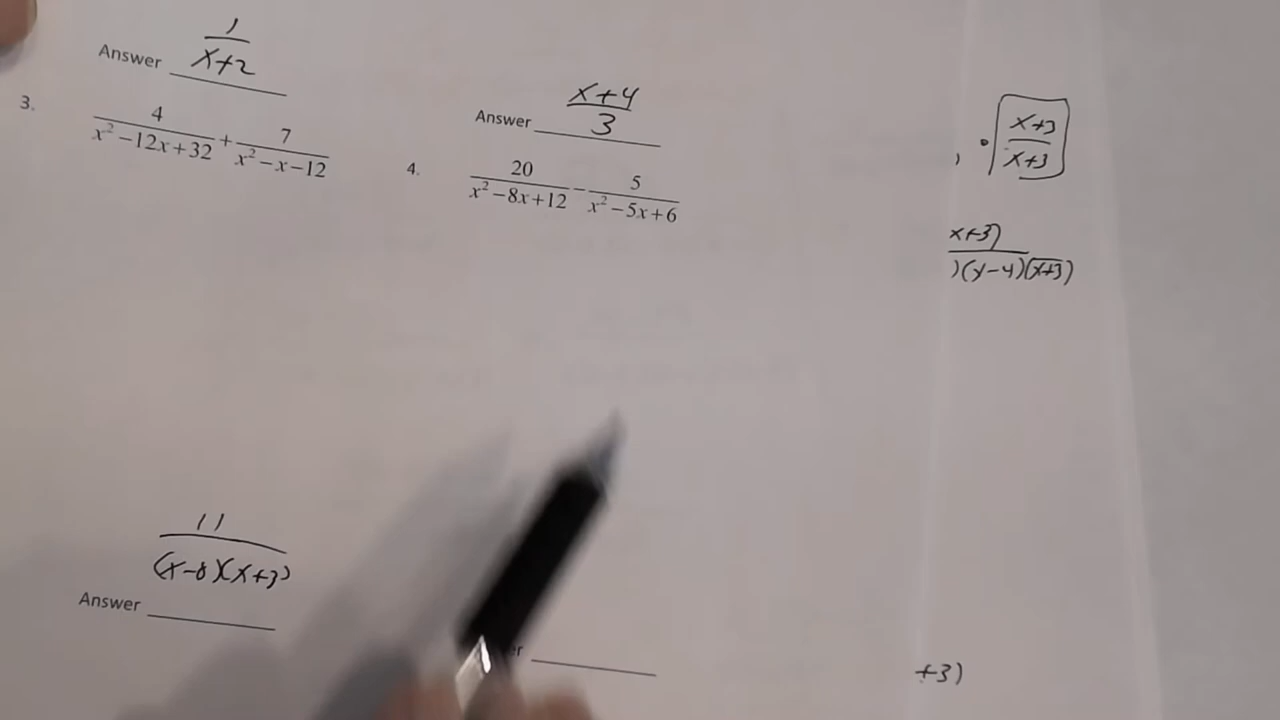 Answer 1/(x+2)
3. 4/(x²-12x+32) + 7/(x²-x-12)
11/((x-8)(x+3))
Answer
Answer (x+4)/3
4. 20/(x²-8x+12) - 5/(x²-5x+6)
r
) • (x+3)/(x+3)
x+3)
)(x-4)(x+3)
+3)